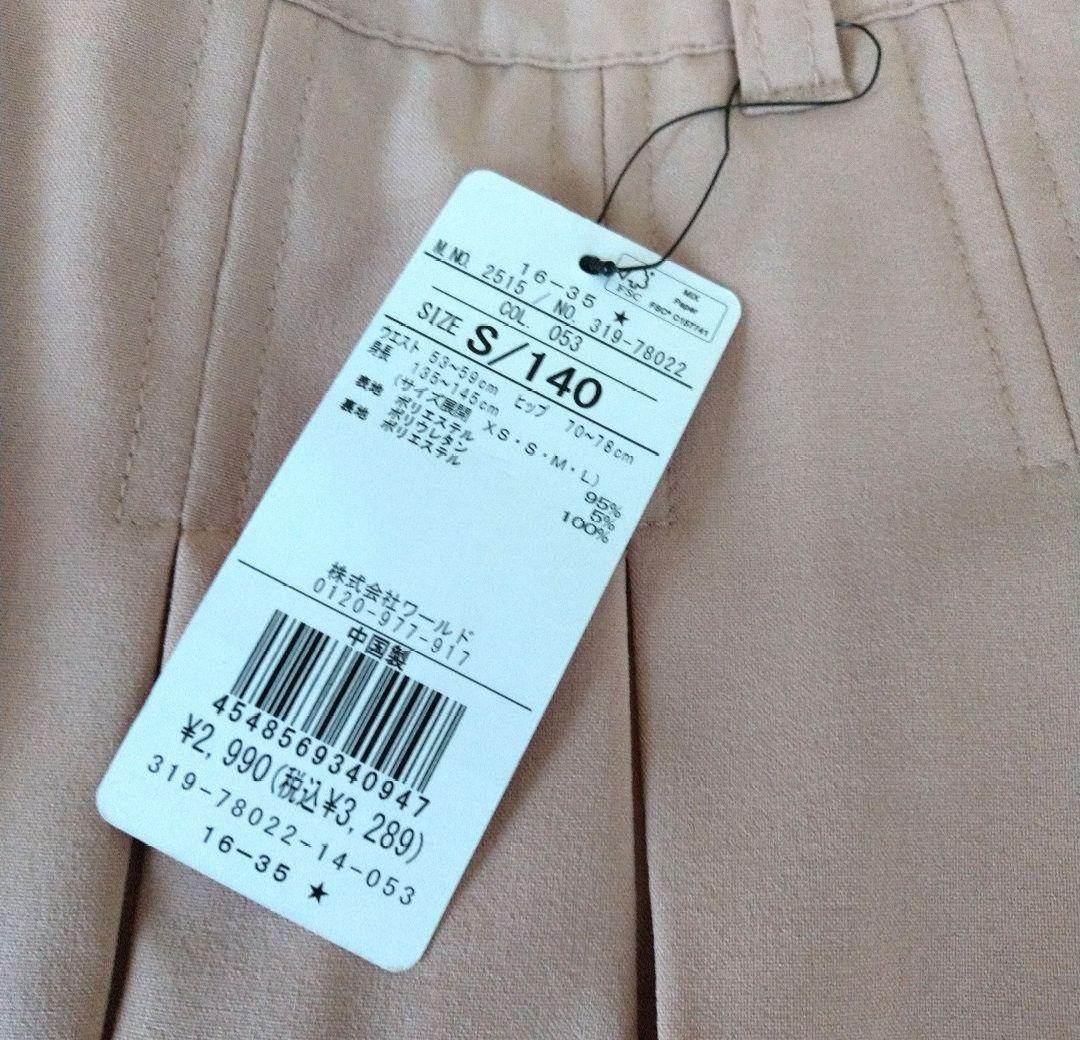 16-35 ★
MIX
Paper
FSC
FSC® C157741
M.NO. 2515 / NO. 319-78022
COL. 053
SIZE S/140
ウエスト 53~59cm ヒップ 70~78cm
身長 135~145cm
(サイズ展開 XS・S・M・L)
表地 ポリエステル 95%
ポリウレタン 5%
裏地 ポリエステル 100%
株式会社ワールド
0120-977-917
中国製
4548569340947
¥2,990(税込¥3,289)
319-78022-14-053
16-35 ★